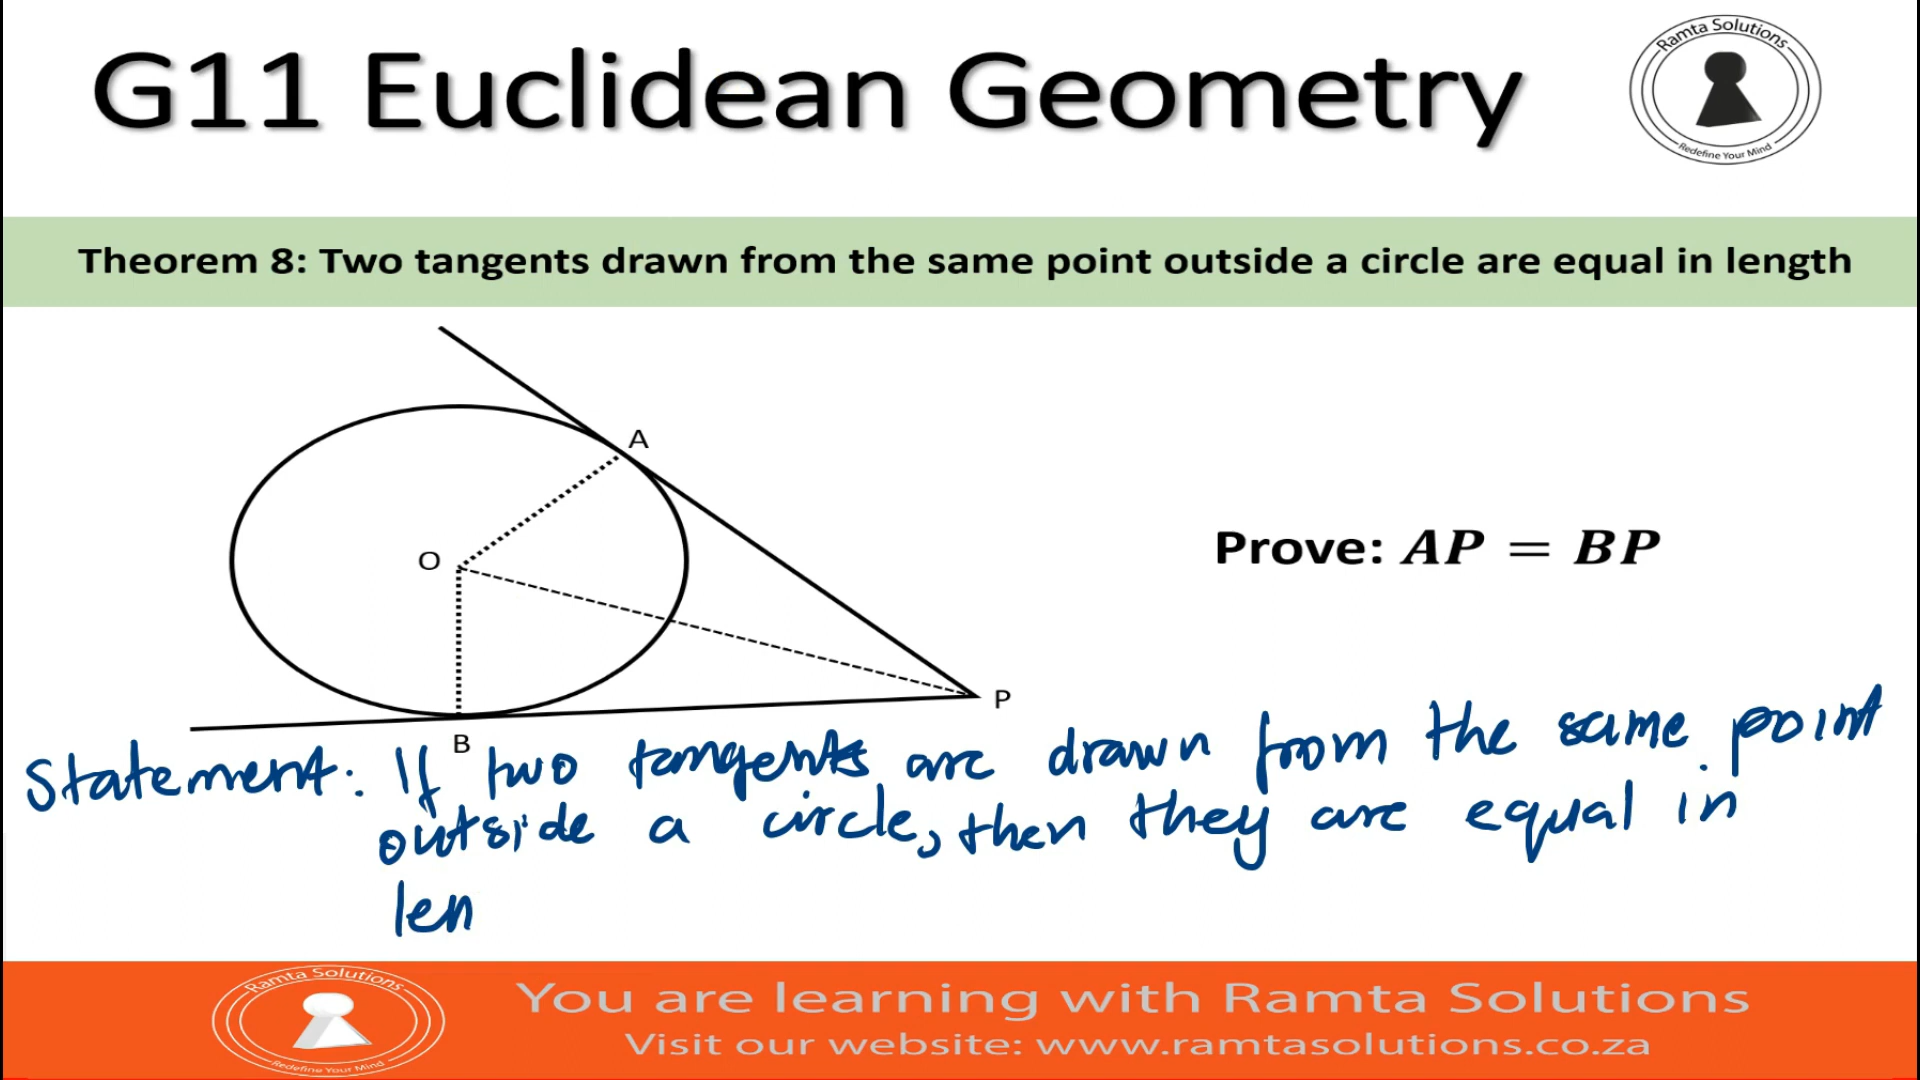 G11 Euclidean Geometry
Ramta Solutions
Redefine Your Mind
Theorem 8: Two tangents drawn from the same point outside a circle are equal in length
A
O
Prove: AP = BP
P
B
Statement: If two tangents are drawn from the same point
outside a circle, then they are equal in
len
Ramta Solutions
Redefine Your Mind
You are learning with Ramta Solutions
Visit our website: www.ramtasolutions.co.za